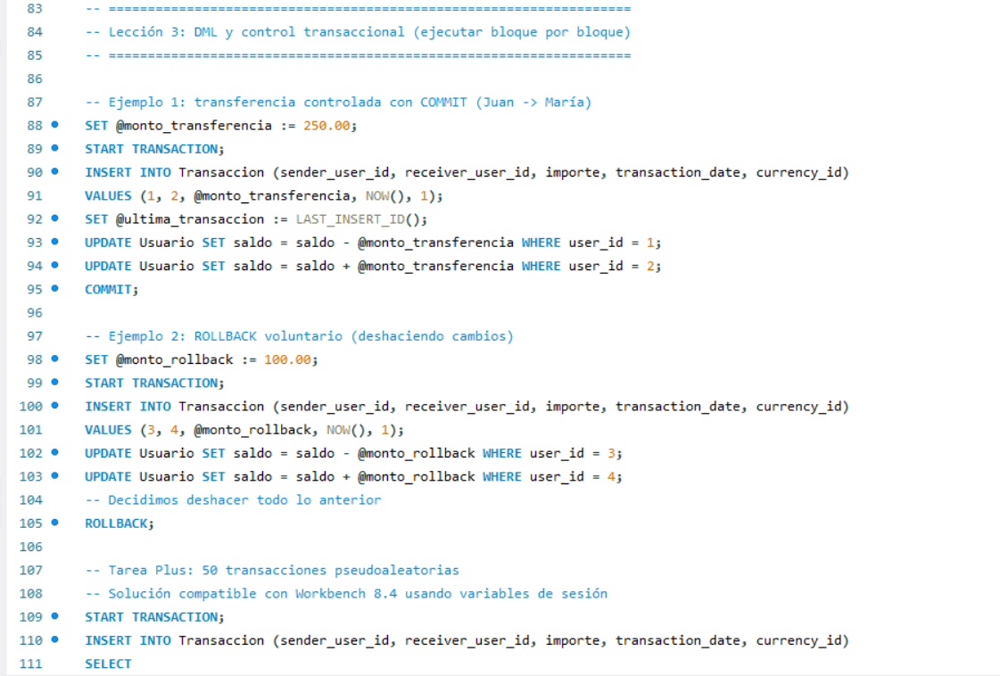 83 -- ===================================================================
84 -- Lección 3: DML y control transaccional (ejecutar bloque por bloque)
85 -- ===================================================================
86
87 -- Ejemplo 1: transferencia controlada con COMMIT (Juan -> María)
88 SET @monto_transferencia := 250.00;
89 START TRANSACTION;
90 INSERT INTO Transaccion (sender_user_id, receiver_user_id, importe, transaction_date, currency_id)
91 VALUES (1, 2, @monto_transferencia, NOW(), 1);
92 SET @ultima_transaccion := LAST_INSERT_ID();
93 UPDATE Usuario SET saldo = saldo - @monto_transferencia WHERE user_id = 1;
94 UPDATE Usuario SET saldo = saldo + @monto_transferencia WHERE user_id = 2;
95 COMMIT;
96
97 -- Ejemplo 2: ROLLBACK voluntario (deshaciendo cambios)
98 SET @monto_rollback := 100.00;
99 START TRANSACTION;
100 INSERT INTO Transaccion (sender_user_id, receiver_user_id, importe, transaction_date, currency_id)
101 VALUES (3, 4, @monto_rollback, NOW(), 1);
102 UPDATE Usuario SET saldo = saldo - @monto_rollback WHERE user_id = 3;
103 UPDATE Usuario SET saldo = saldo + @monto_rollback WHERE user_id = 4;
104 -- Decidimos deshacer todo lo anterior
105 ROLLBACK;
106
107 -- Tarea Plus: 50 transacciones pseudoaleatorias
108 -- Solución compatible con Workbench 8.4 usando variables de sesión
109 START TRANSACTION;
110 INSERT INTO Transaccion (sender_user_id, receiver_user_id, importe, transaction_date, currency_id)
111 SELECT